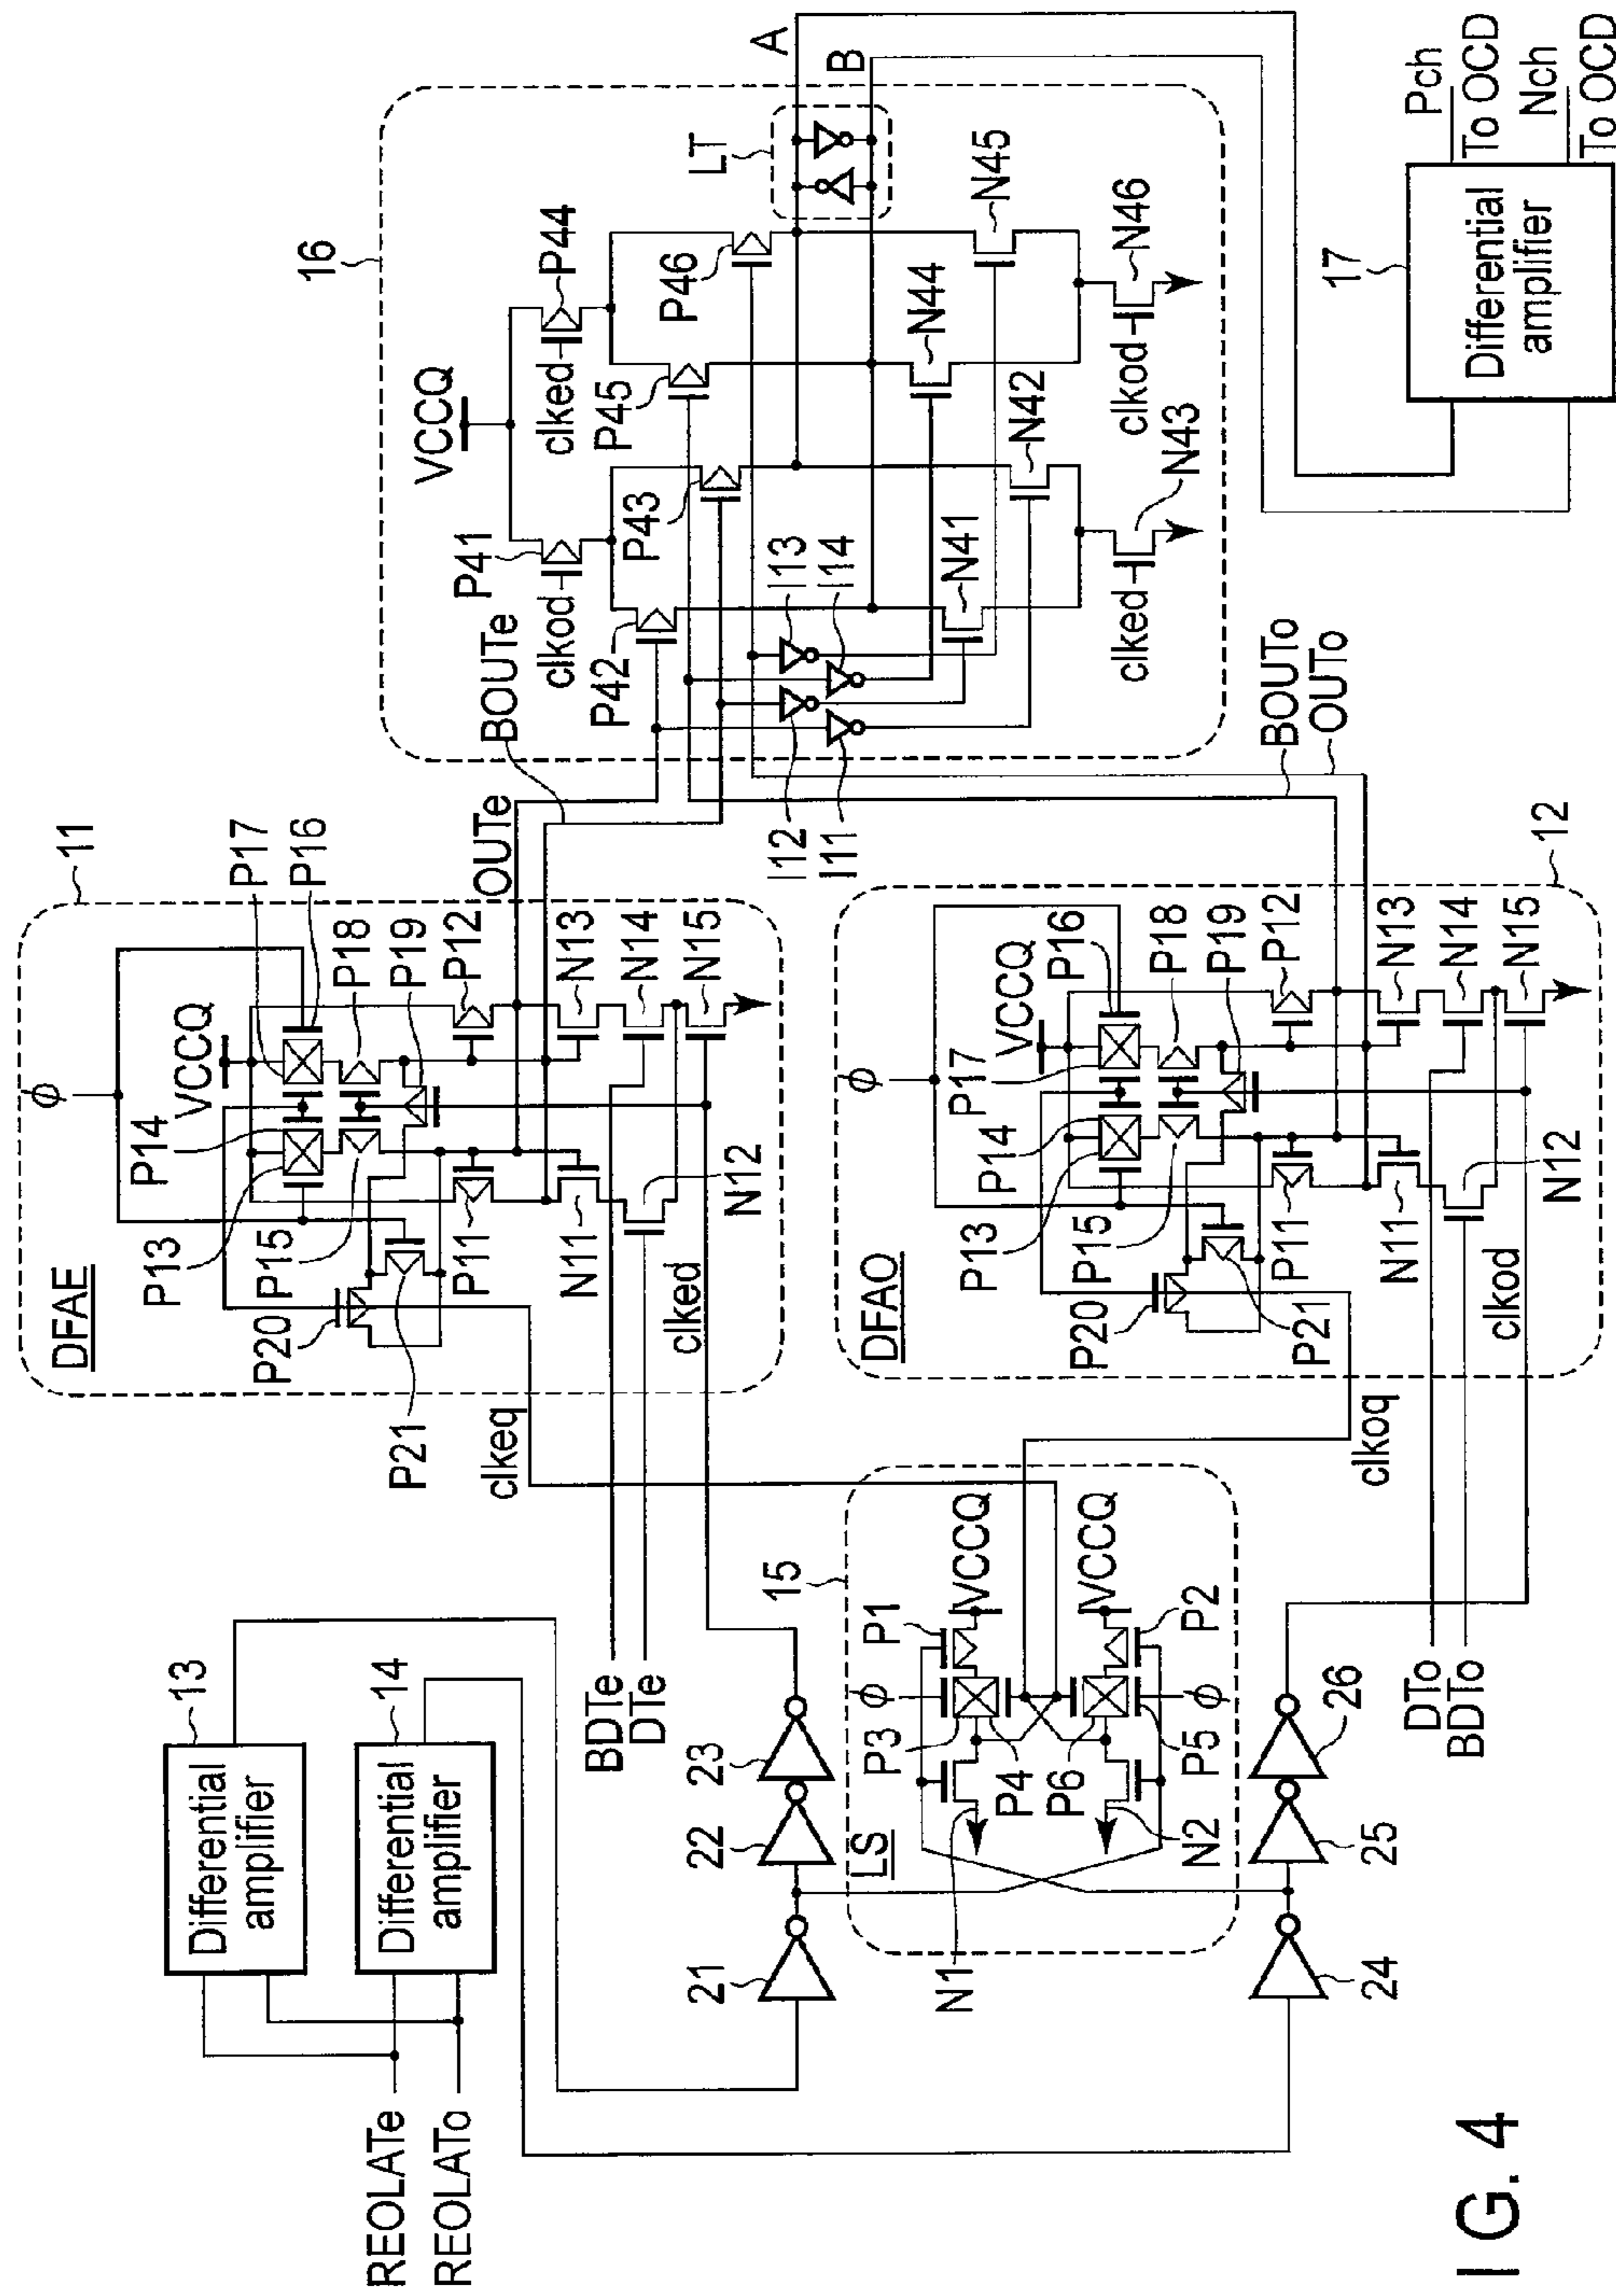 REOLATe
REOLATo
Differential
amplifier
13
Differential
amplifier
14
21
22
23
24
25
26
BDTe
DTe
DTo
BDTo
15
LS
N1
N2
P1
P2
P3
P4
P5
P6
VCCQ
VCCQ
ϕ
ϕ
clkeq
clkoq
11
DFAE
ϕ
VCCQ
P14
P13
P15
P20
P21
P11
N11
N12
clked
P17
P16
P18
P19
P12
N13
N14
N15
OUTe
BOUTe
12
DFAO
ϕ
VCCQ
P17
P14
P13
P15
P20
P21
P11
N11
N12
clkod
P16
P18
P19
P12
N13
N14
N15
BOUTo
OUTo
16
VCCQ
P41
clkod
P42
P43
P44
clked
P45
P46
I13
I14
I12
I11
N41
N42
N43
clked
N44
N45
N46
clkod
LT
A
B
17
Differential
amplifier
Pch
To OCD
Nch
To OCD
I G. 4